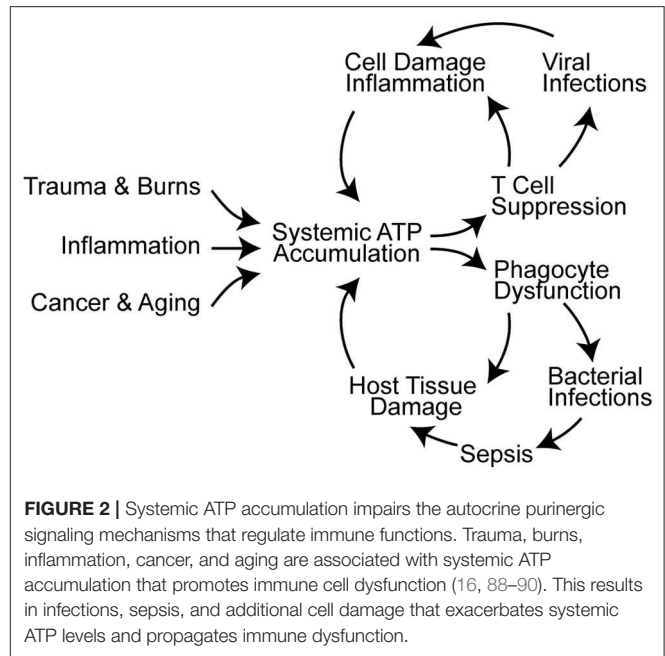 Cell Damage
Inflammation
Viral
Infections
Trauma & Burns
Inflammation
Cancer & Aging
Systemic ATP
Accumulation
T Cell
Suppression
Phagocyte
Dysfunction
Host Tissue
Damage
Bacterial
Infections
Sepsis
FIGURE 2 | Systemic ATP accumulation impairs the autocrine purinergic
signaling mechanisms that regulate immune functions. Trauma, burns,
inflammation, cancer, and aging are associated with systemic ATP
accumulation that promotes immune cell dysfunction (16, 88–90). This results
in infections, sepsis, and additional cell damage that exacerbates systemic
ATP levels and propagates immune dysfunction.